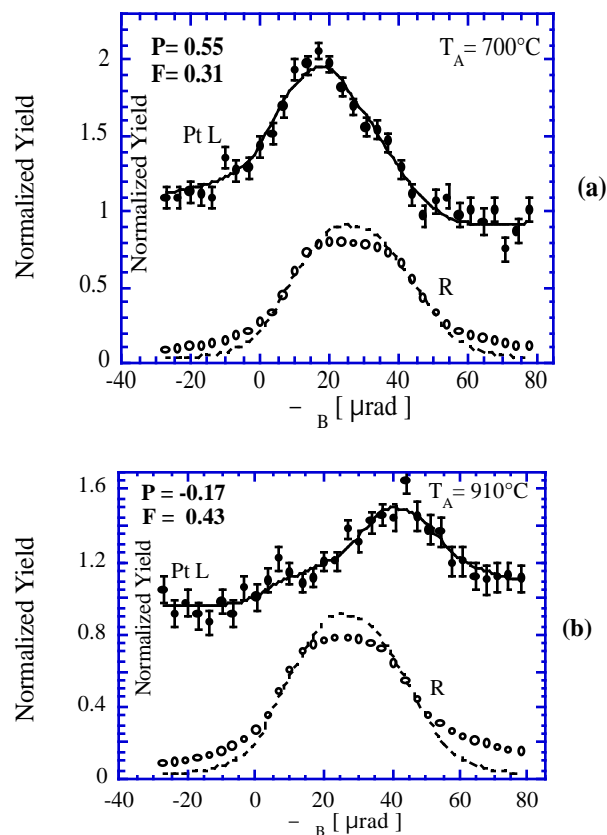 P= 0.55
F= 0.31
T_A= 700°C
2
1.5
1
0.5
0
Normalized Yield
Normalized Yield
Pt L
R
(a)
-40 -20 0 20 40 60 80
− _B [ µrad ]
P = -0.17
F = 0.43
T_A= 910°C
1.6
1.2
0.8
0.4
0
Normalized Yield
Normalized Yield
Pt L
R
(b)
-40 -20 0 20 40 60 80
− _B [ µrad ]